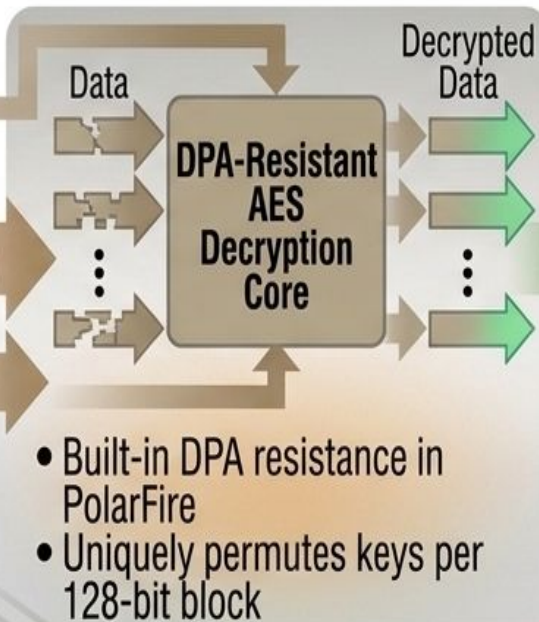 Data
Decrypted
Data
DPA-Resistant
AES
Decryption
Core
• Built-in DPA resistance in
PolarFire
• Uniquely permutes keys per
128-bit block